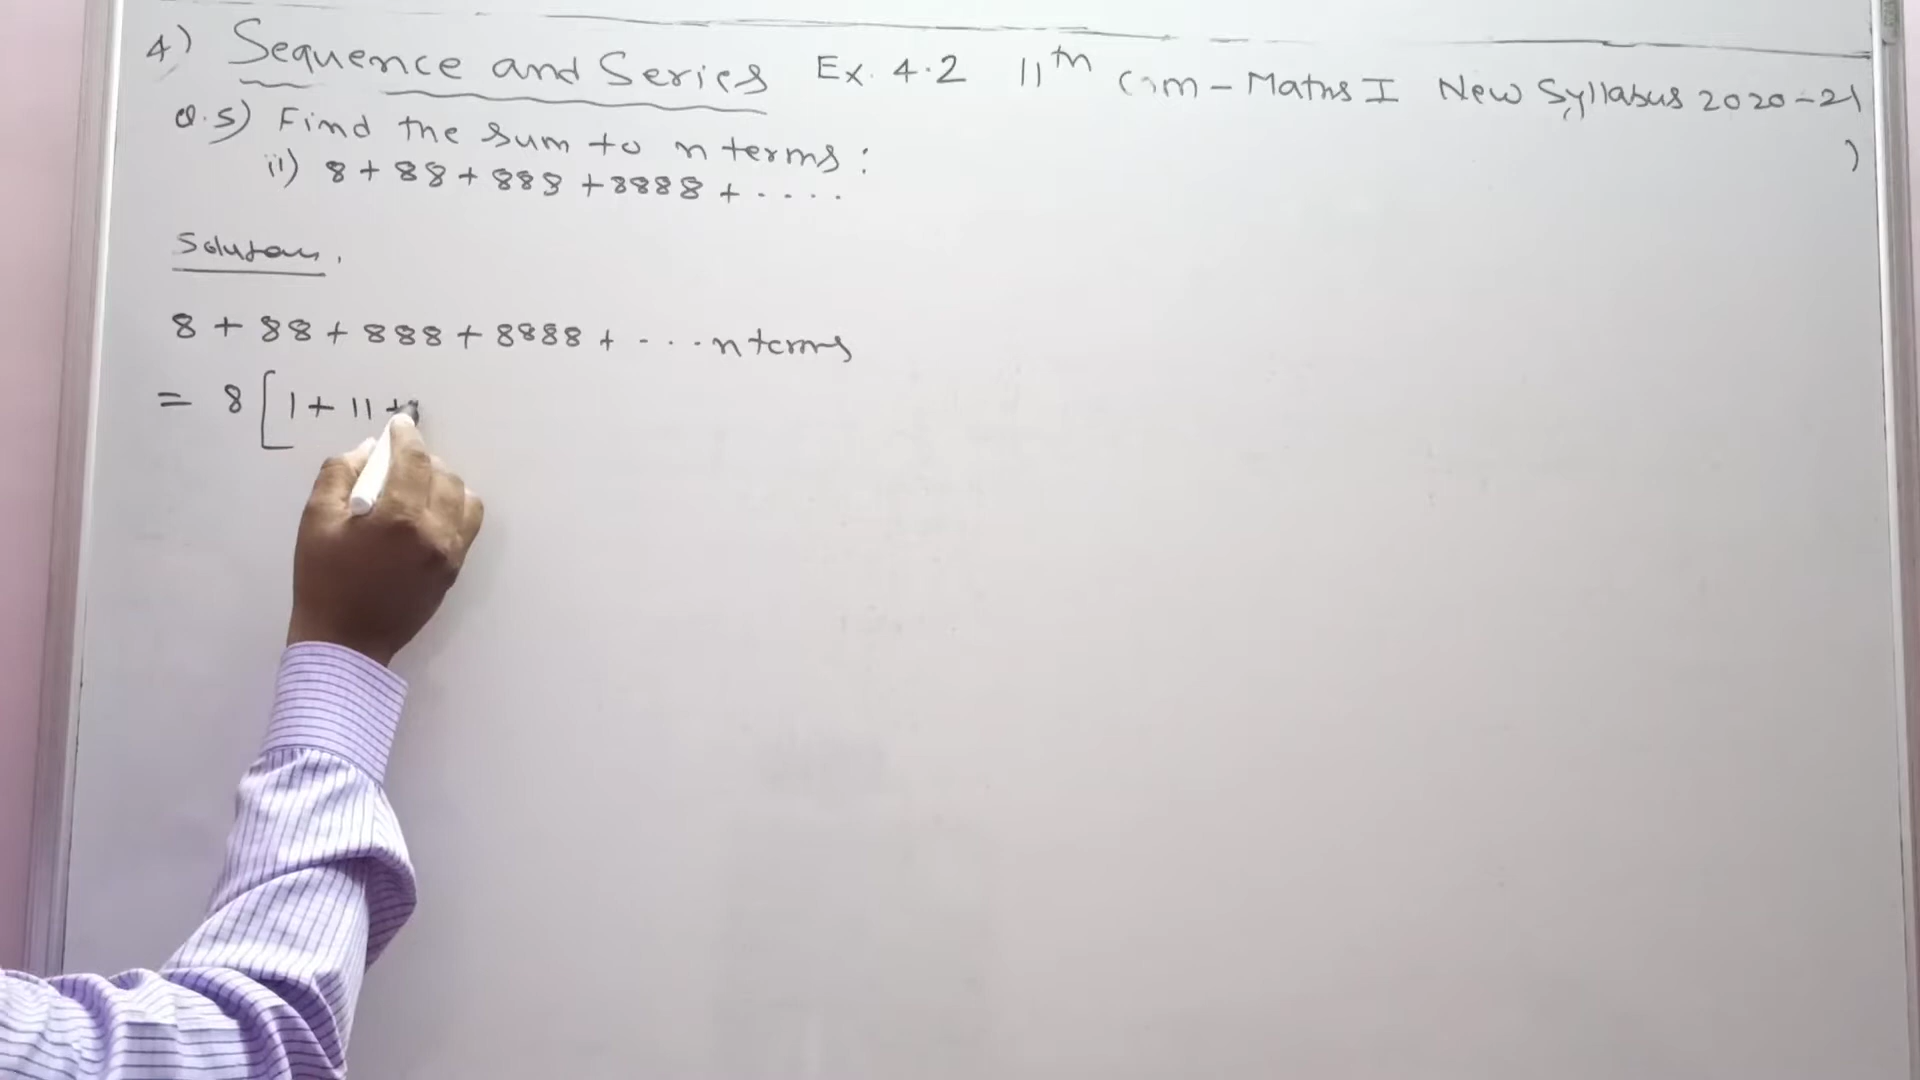 4) Sequence and Series Ex. 4.2 11th Com - Maths I New Syllabus 2020-21
)
Q.5) Find the sum to n terms:
ii) 8 + 88 + 888 + 8888 + ....
Solution.
8 + 88 + 888 + 8888 + ... n terms
= 8 [ 1 + 11 +